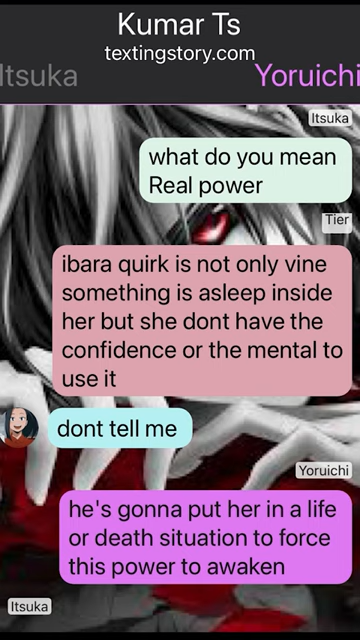 Kumar Ts
textingstory.com
Itsuka
Yoruichi
Itsuka
what do you mean
Real power
Tier
ibara quirk is not only vine
something is asleep inside
her but she dont have the
confidence or the mental to
use it
dont tell me
Yoruichi
he's gonna put her in a life
or death situation to force
this power to awaken
Itsuka